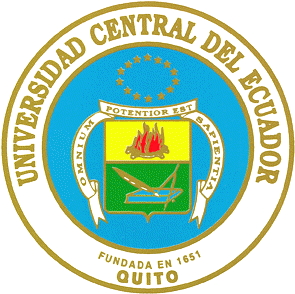 UNIVERSIDAD CENTRAL DEL ECUADOR
OMNIUM POTENTIOR EST SAPIENTIA
FUNDADA EN 1651
QUITO